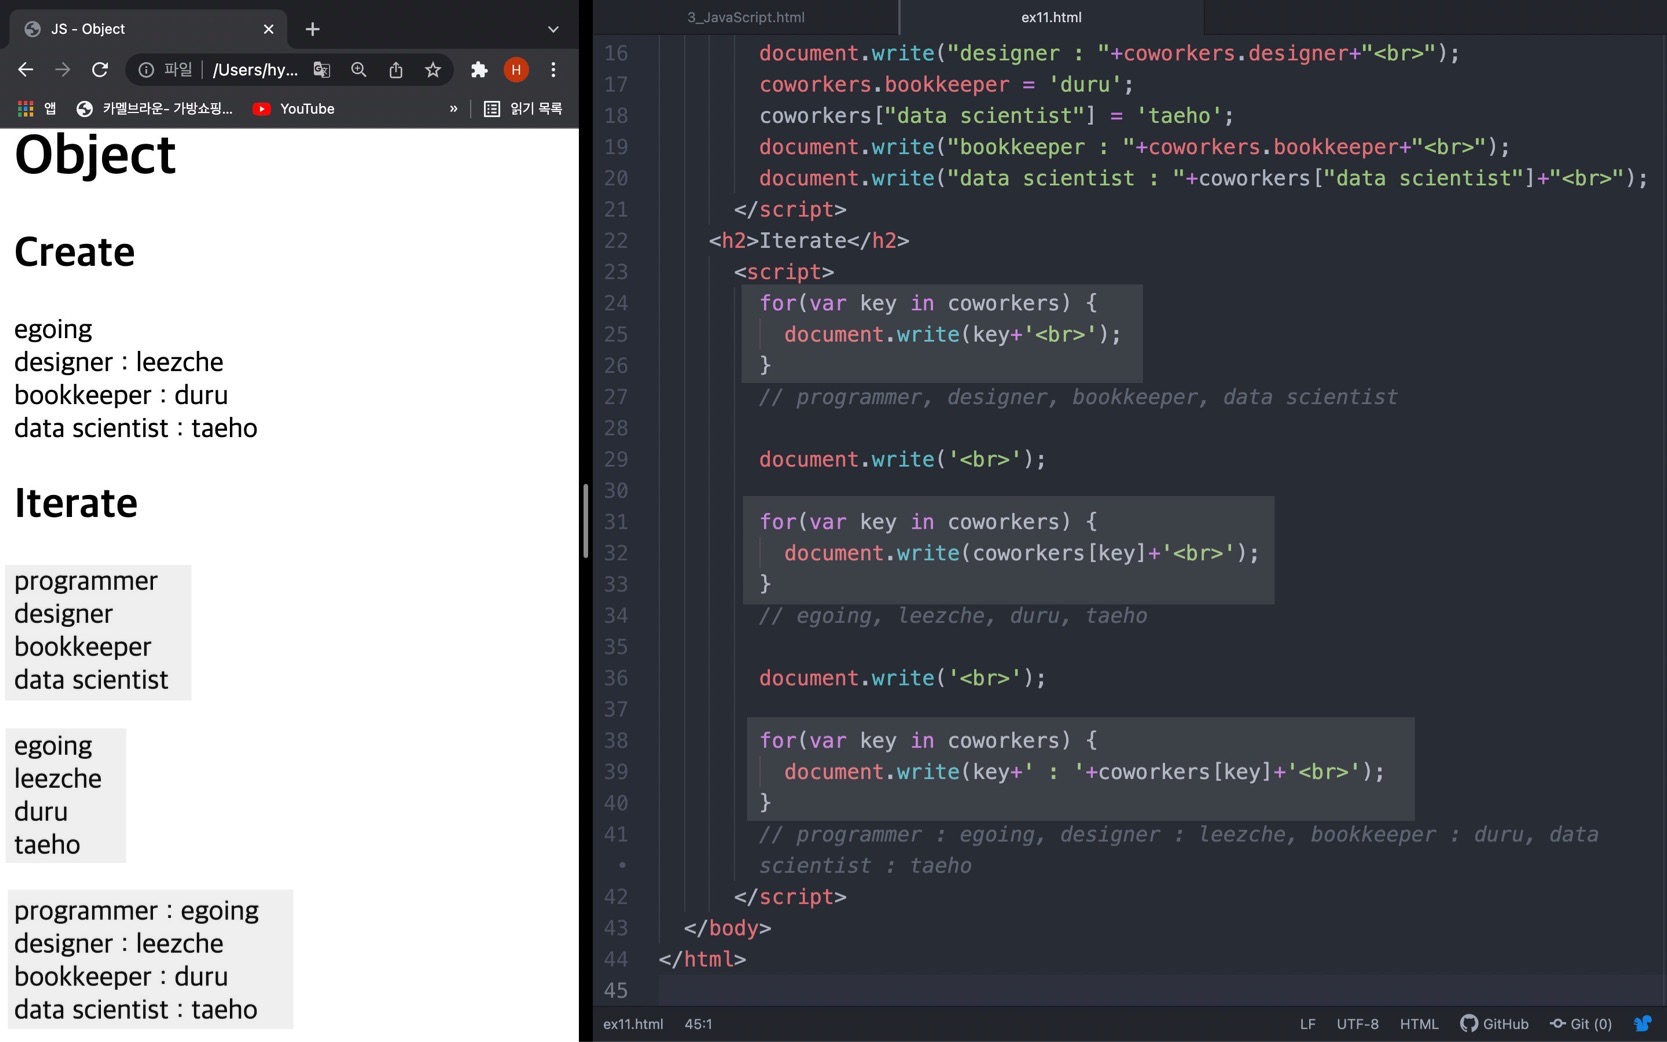 JS - Object
파일 /Users/hy...
H
앱
카멜브라운- 가방쇼핑...
YouTube
»
읽기 목록
Object
Create
egoing
designer : leezche
bookkeeper : duru
data scientist : taeho
Iterate
programmer
designer
bookkeeper
data scientist
egoing
leezche
duru
taeho
programmer : egoing
designer : leezche
bookkeeper : duru
data scientist : taeho
3_JavaScript.html
ex11.html
16 document.write("designer : "+coworkers.designer+"<br>");
17 coworkers.bookkeeper = 'duru';
18 coworkers["data scientist"] = 'taeho';
19 document.write("bookkeeper : "+coworkers.bookkeeper+"<br>");
20 document.write("data scientist : "+coworkers["data scientist"]+"<br>");
21 </script>
22 <h2>Iterate</h2>
23 <script>
24 for(var key in coworkers) {
25 document.write(key+'<br>');
26 }
27 // programmer, designer, bookkeeper, data scientist
28
29 document.write('<br>');
30
31 for(var key in coworkers) {
32 document.write(coworkers[key]+'<br>');
33 }
34 // egoing, leezche, duru, taeho
35
36 document.write('<br>');
37
38 for(var key in coworkers) {
39 document.write(key+' : '+coworkers[key]+'<br>');
40 }
41 // programmer : egoing, designer : leezche, bookkeeper : duru, data
• scientist : taeho
42 </script>
43 </body>
44 </html>
45
ex11.html 45:1
LF UTF-8 HTML GitHub Git (0)